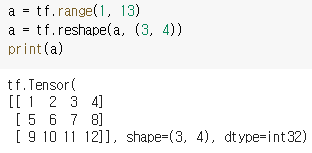 a = tf.range(1, 13)
a = tf.reshape(a, (3, 4))
print(a)
tf.Tensor(
[[ 1  2  3  4]
 [ 5  6  7  8]
 [ 9 10 11 12]], shape=(3, 4), dtype=int32)